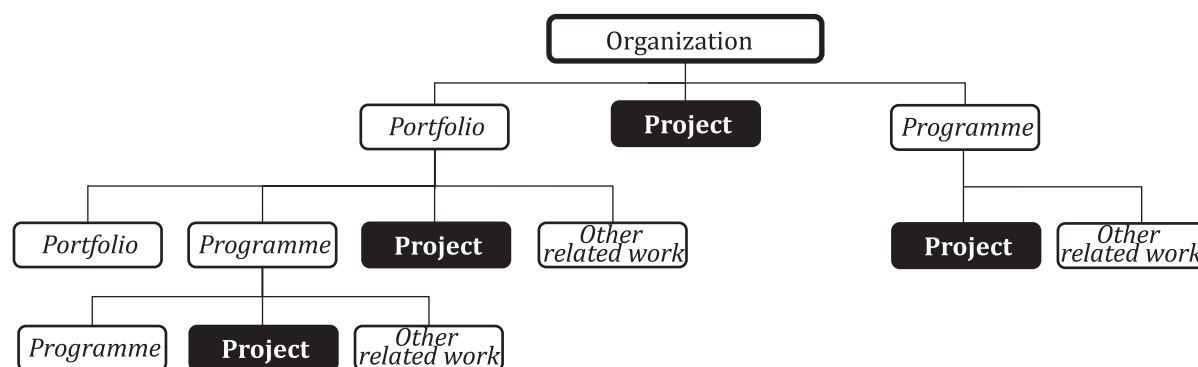 Organization
Portfolio
Project
Programme
Portfolio
Programme
Project
Other
related work
Project
Other
related work
Programme
Project
Other
related work